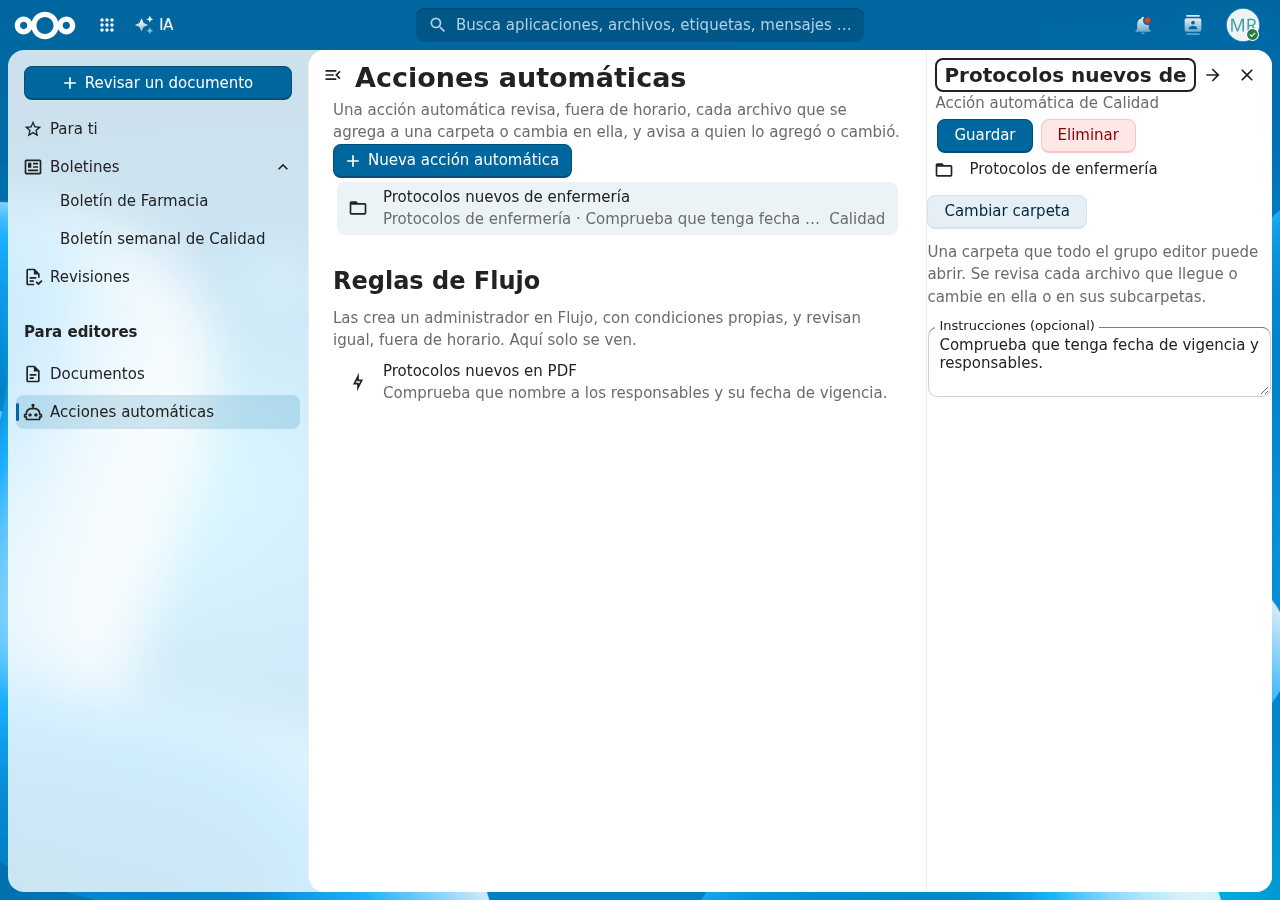 IA
Busca aplicaciones, archivos, etiquetas, mensajes …
MR
Revisar un documento
Para ti
Boletines
Boletín de Farmacia
Boletín semanal de Calidad
Revisiones
Para editores
Documentos
Acciones automáticas
Acciones automáticas
Una acción automática revisa, fuera de horario, cada archivo que se
agrega a una carpeta o cambia en ella, y avisa a quien lo agregó o cambió.
Nueva acción automática
Protocolos nuevos de enfermería
Protocolos de enfermería · Comprueba que tenga fecha … Calidad
Reglas de Flujo
Las crea un administrador en Flujo, con condiciones propias, y revisan
igual, fuera de horario. Aquí solo se ven.
Protocolos nuevos en PDF
Comprueba que nombre a los responsables y su fecha de vigencia.
Protocolos nuevos de
Acción automática de Calidad
Guardar
Eliminar
Protocolos de enfermería
Cambiar carpeta
Una carpeta que todo el grupo editor puede
abrir. Se revisa cada archivo que llegue o
cambie en ella o en sus subcarpetas.
Instrucciones (opcional)
Comprueba que tenga fecha de vigencia y
responsables.